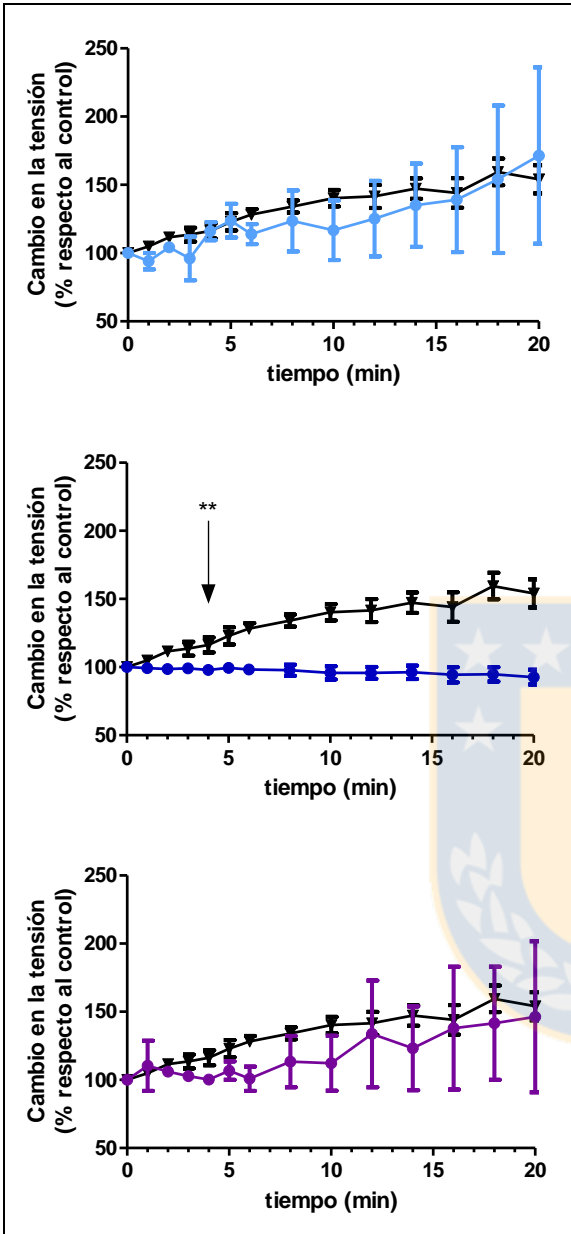 250
200
150
100
50
Cambio en la tensión
(% respecto al control)
0 5 10 15 20
tiempo (min)
250
200
150
100
50
Cambio en la tensión
(% respecto al control)
**
0 5 10 15 20
tiempo (min)
250
200
150
100
50
Cambio en la tensión
(% respecto al control)
0 5 10 15 20
tiempo (min)